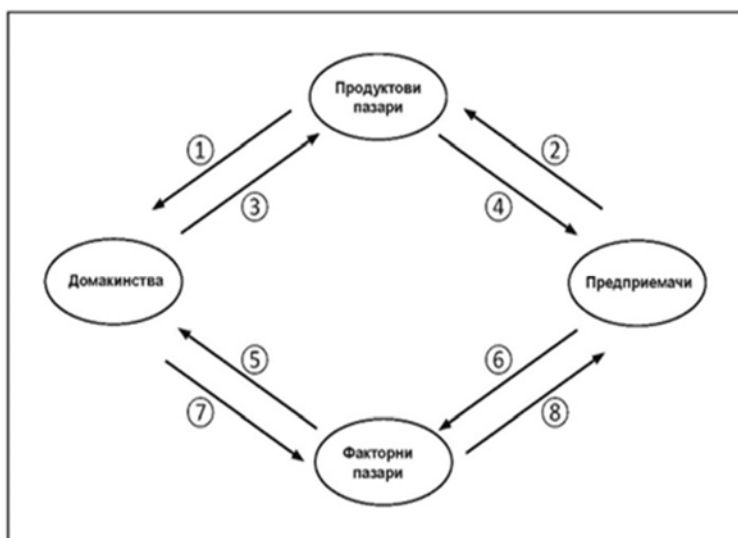 Продуктови
пазари
1
2
3
4
Домакинства
Предприемачи
5
6
7
8
Факторни
пазари